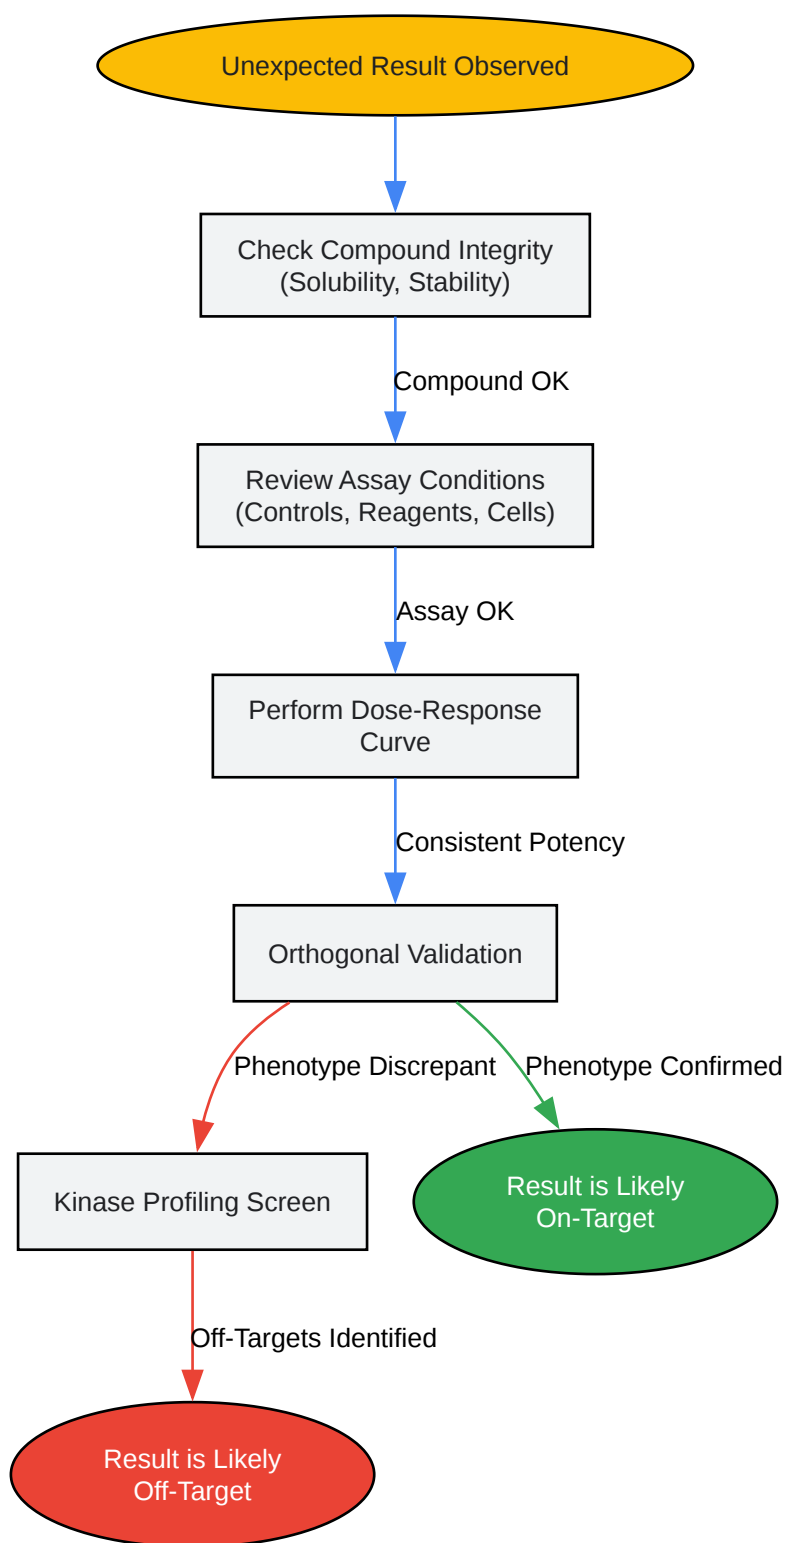 Unexpected Result Observed
Check Compound Integrity
(Solubility, Stability)
Compound OK
Review Assay Conditions
(Controls, Reagents, Cells)
Assay OK
Perform Dose-Response
Curve
Consistent Potency
Orthogonal Validation
Phenotype Discrepant
Phenotype Confirmed
Kinase Profiling Screen
Result is Likely
On-Target
Off-Targets Identified
Result is Likely
Off-Target